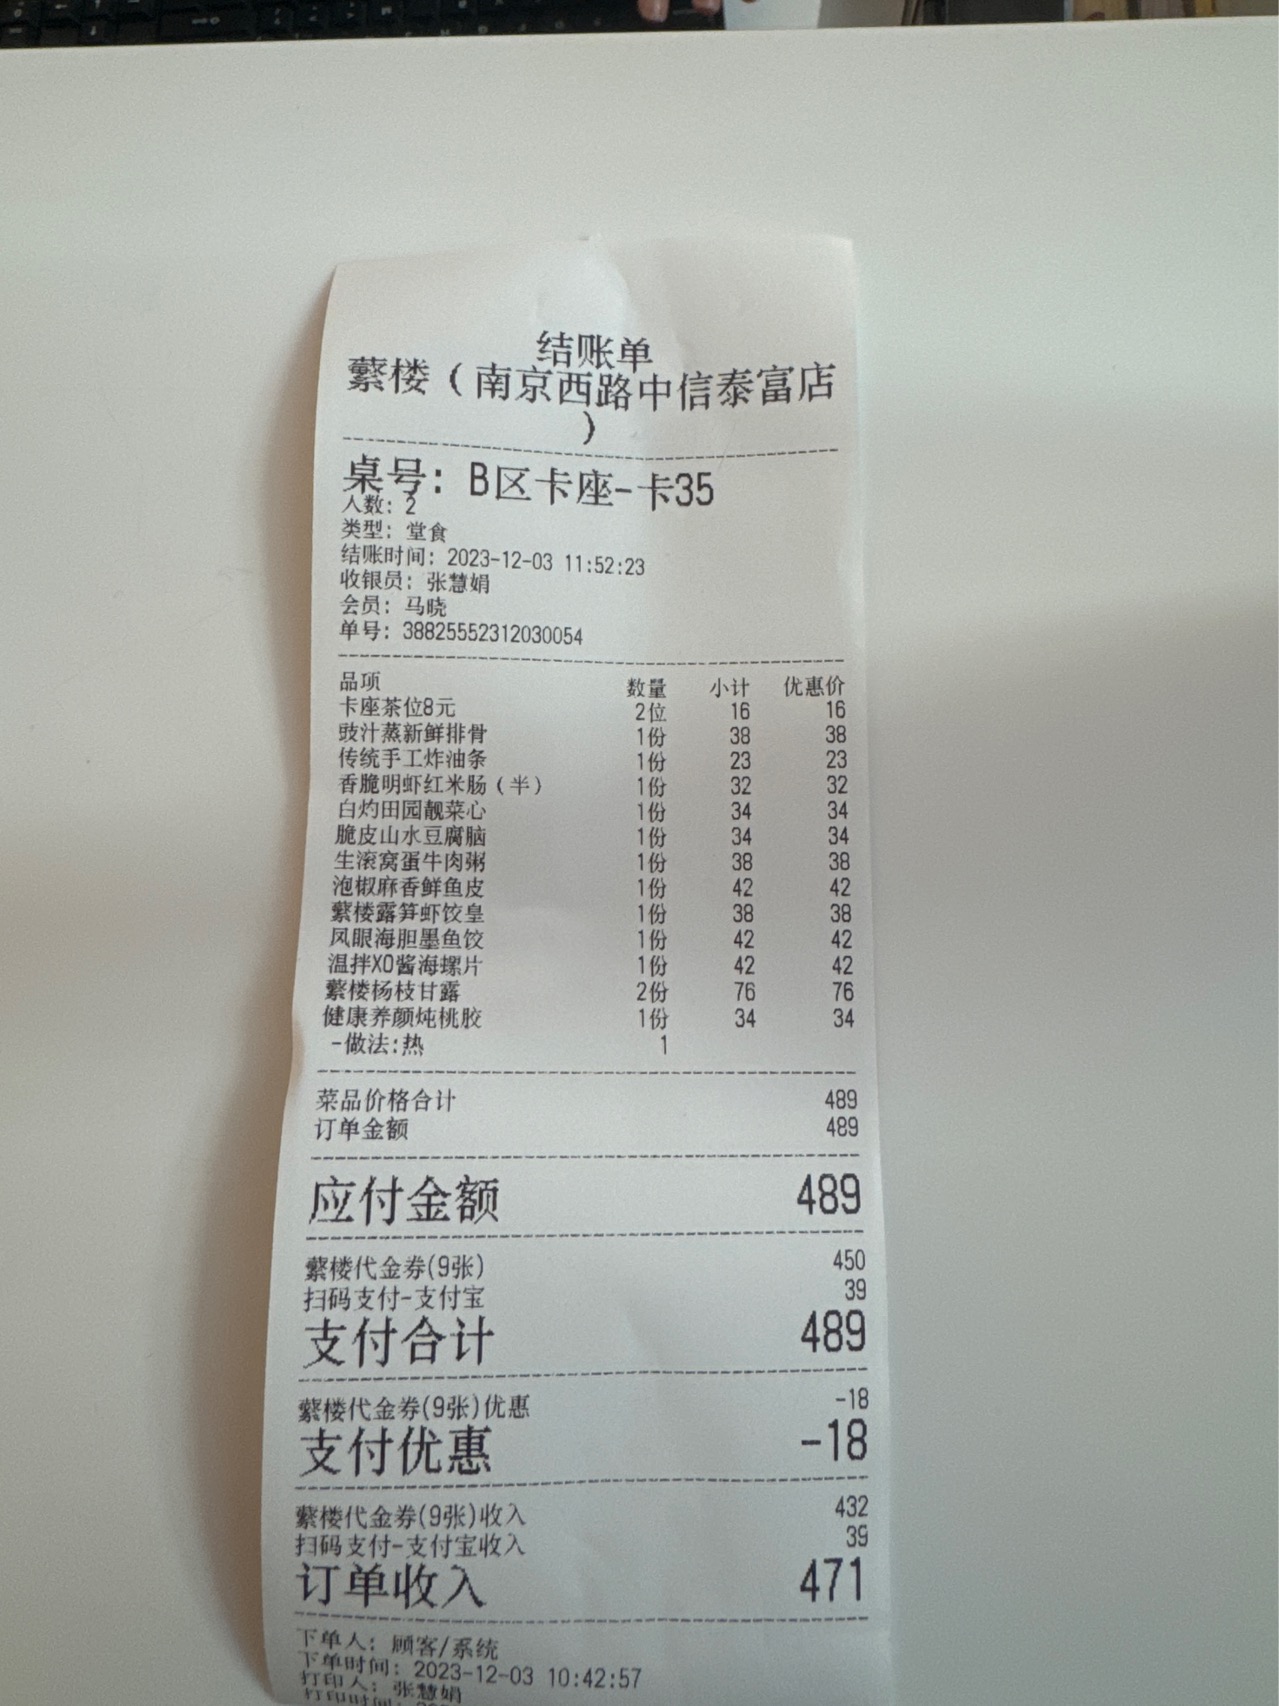 结账单
蘩楼（南京西路中信泰富店
）
桌号: B区卡座-卡35
人数: 2
类型: 堂食
结账时间: 2023-12-03 11:52:23
收银员: 张慧娟
会员: 马晓
单号: 38825552312030054
品项 数量 小计 优惠价
卡座茶位8元 2位 16 16
豉汁蒸新鲜排骨 1份 38 38
传统手工炸油条 1份 23 23
香脆明虾红米肠（半） 1份 32 32
白灼田园靓菜心 1份 34 34
脆皮山水豆腐脑 1份 34 34
生滚窝蛋牛肉粥 1份 38 38
泡椒麻香鲜鱼皮 1份 42 42
蘩楼露笋虾饺皇 1份 38 38
凤眼海胆墨鱼饺 1份 42 42
温拌XO酱海螺片 1份 42 42
蘩楼杨枝甘露 2份 76 76
健康养颜炖桃胶 1份 34 34
-做法:热 1
菜品价格合计 489
订单金额 489
应付金额 489
蘩楼代金券(9张) 450
扫码支付-支付宝 39
支付合计 489
蘩楼代金券(9张)优惠 -18
支付优惠 -18
蘩楼代金券(9张)收入 432
扫码支付-支付宝收入 39
订单收入 471
下单人: 顾客/系统
下单时间: 2023-12-03 10:42:57
打印人: 张慧娟
打印时间: